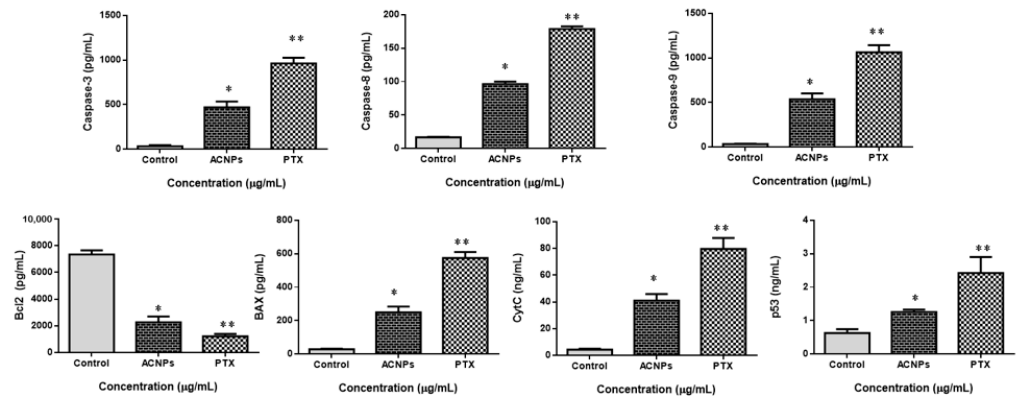 Caspase-3 (pg/mL)
1500
1000
500
0
*
**
Control ACNPs PTX
Concentration (µg/mL)
Caspase-8 (pg/mL)
200
150
100
50
0
*
**
Control ACNPs PTX
Concentration (µg/mL)
Caspase-9 (pg/mL)
1500
1000
500
0
*
**
Control ACNPs PTX
Concentration (µg/mL)
Bcl2 (pg/mL)
10,000
8000
6000
4000
2000
0
*
**
Control ACNPs PTX
Concentration (µg/mL)
BAX (pg/mL)
800
600
400
200
0
*
**
Control ACNPs PTX
Concentration (µg/mL)
CytC (ng/mL)
100
80
60
40
20
0
*
**
Control ACNPs PTX
Concentration (µg/mL)
p53 (ng/mL)
4
3
2
1
0
*
**
Control ACNPs PTX
Concentration (µg/mL)